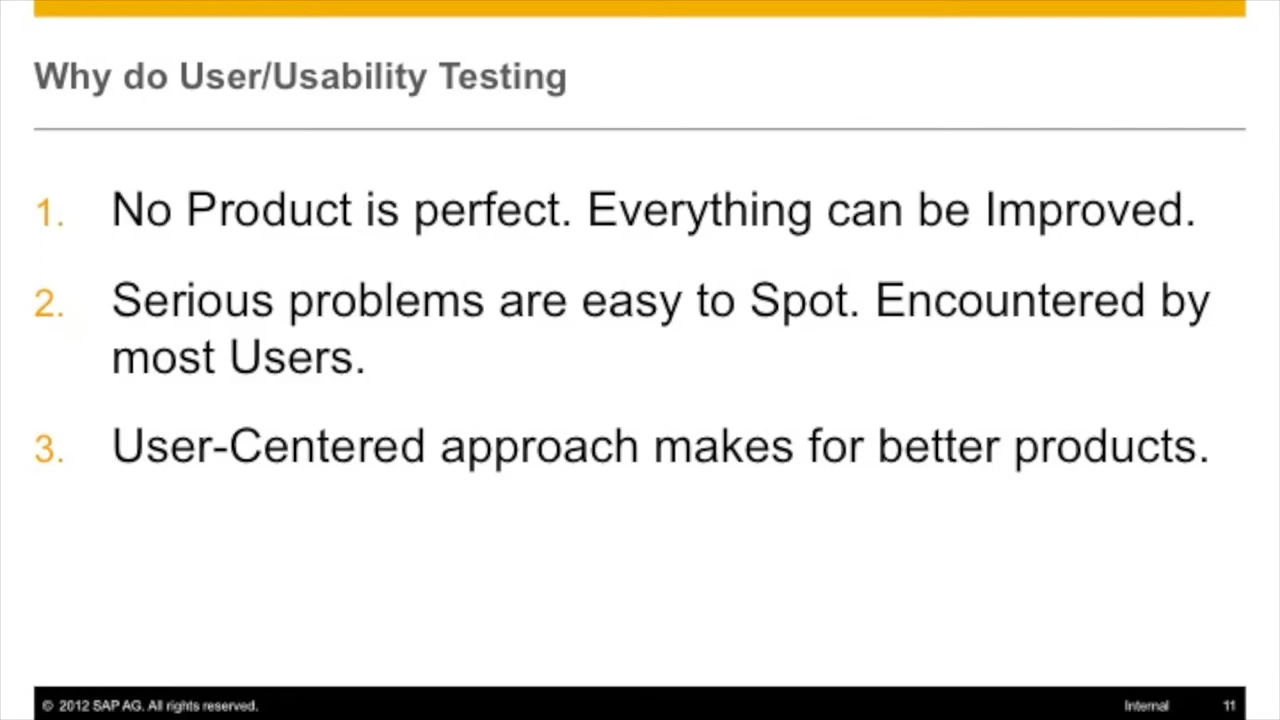 Why do User/Usability Testing
1. No Product is perfect. Everything can be Improved.
2. Serious problems are easy to Spot. Encountered by
most Users.
3. User-Centered approach makes for better products.
© 2012 SAP AG. All rights reserved. Internal 11